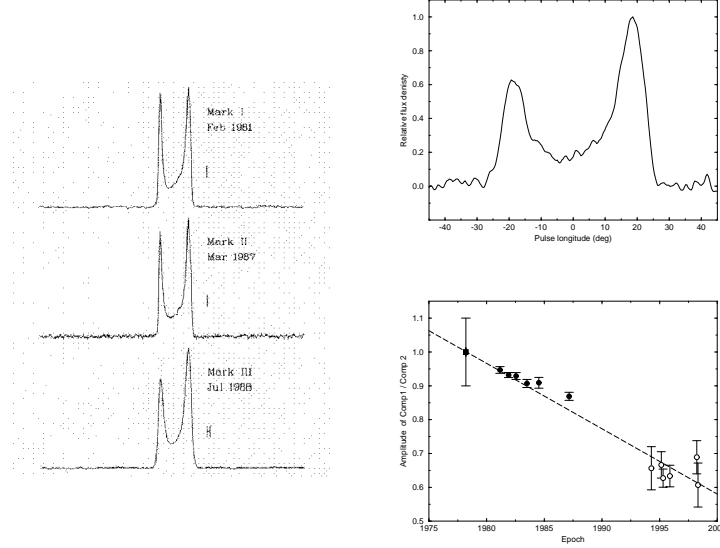 Mark I
Feb 1981
Mark II
Mar 1987
Mark III
Jul 1988
Relative flux denisty
1.0
0.8
0.6
0.4
0.2
0.0
-40 -30 -20 -10 0 10 20 30 40
Pulse longitude (deg)
Amplitude of Comp1 / Comp 2
1.1
1.0
0.9
0.8
0.7
0.6
0.5
1975 1980 1985 1990 1995 200
Epoch